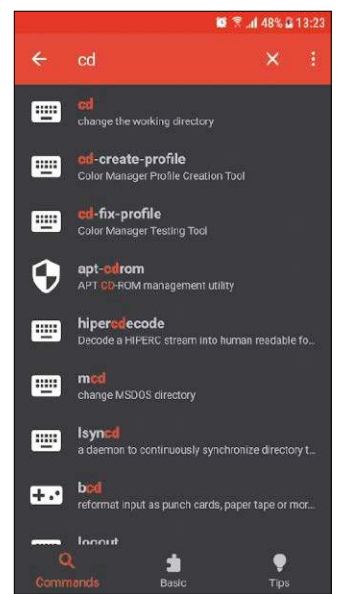 48% 13:23
cd
cd
change the working directory
cd-create-profile
Color Manager Profile Creation Tool
cd-fix-profile
Color Manager Testing Tool
apt-cdrom
APT CD-ROM management utility
hipercdecode
Decode a HIPERC stream into human readable fo...
mcd
change MSDOS directory
lsyncd
a daemon to continuously synchronize directory t...
bcd
reformat input as punch cards, paper tape or mor...
logout
Commands Basic Tips